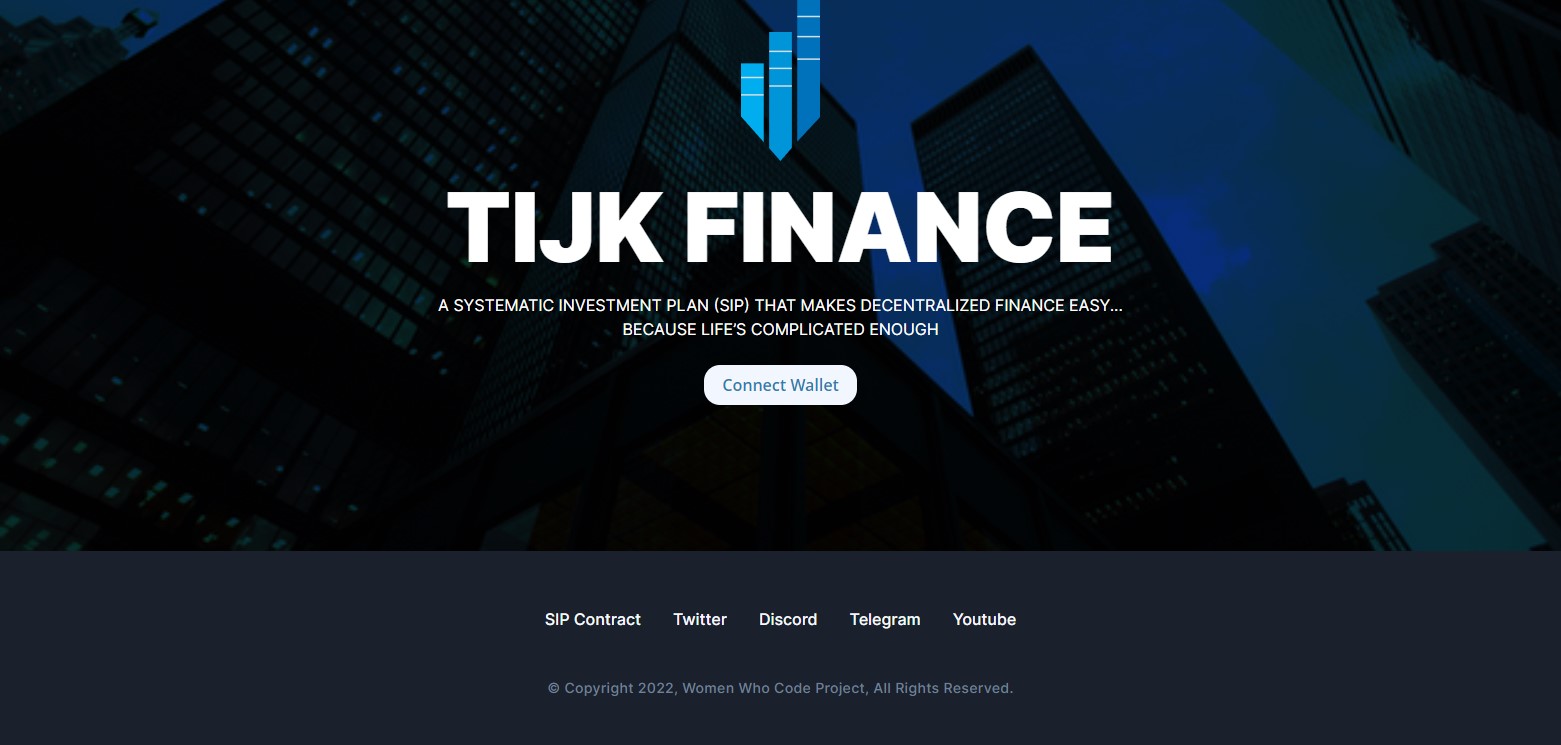 TIJK FINANCE
A SYSTEMATIC INVESTMENT PLAN (SIP) THAT MAKES DECENTRALIZED FINANCE EASY...
BECAUSE LIFE'S COMPLICATED ENOUGH
Connect Wallet
SIP Contract Twitter Discord Telegram Youtube
© Copyright 2022, Women Who Code Project, All Rights Reserved.